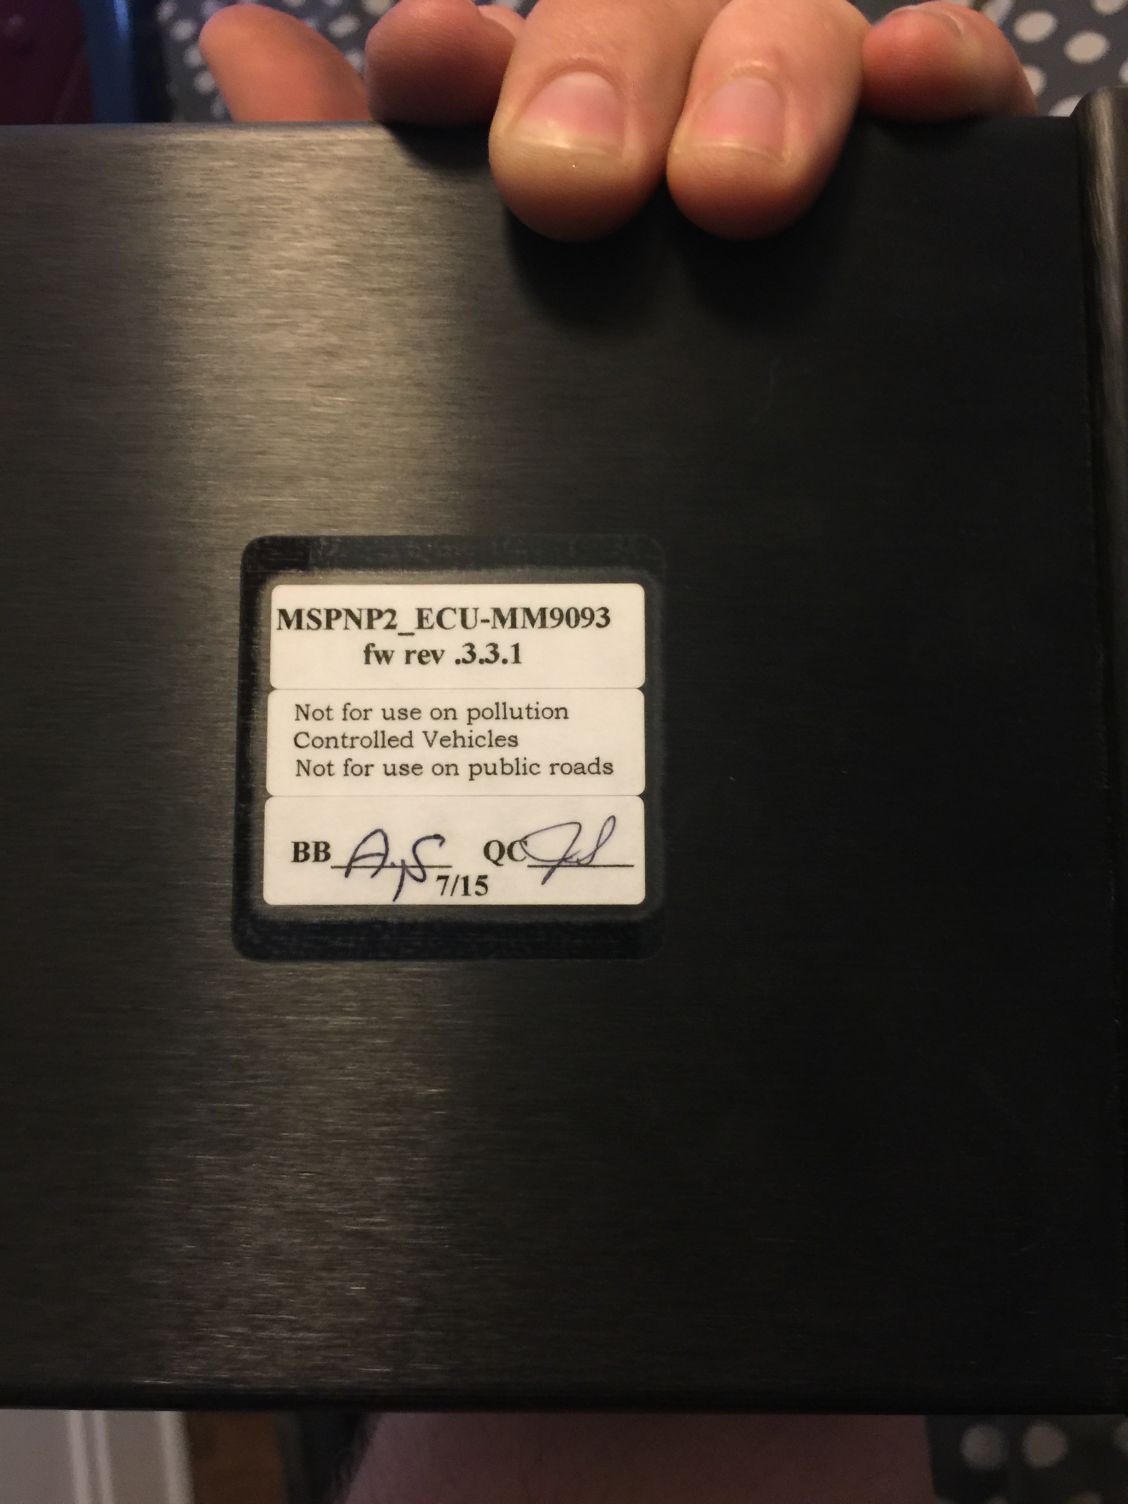 MSPNP2_ECU-MM9093
fw rev .3.3.1
Not for use on pollution
Controlled Vehicles
Not for use on public roads
BB A.S QC JS
7/15